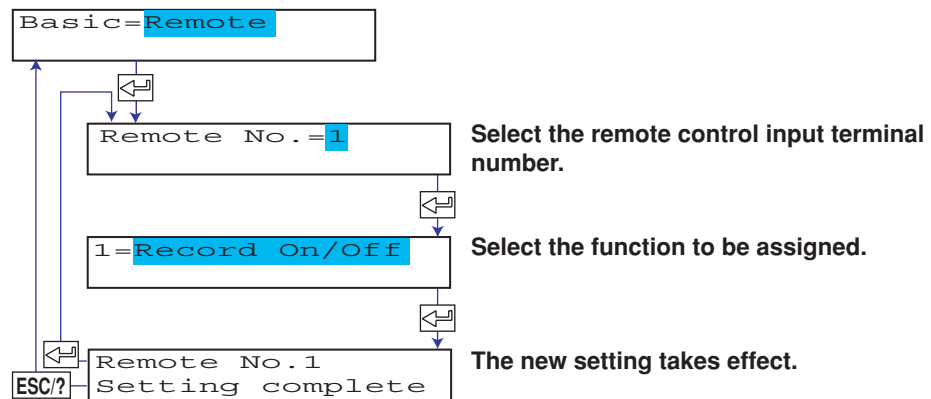 Basic=Remote
Remote No.=1
Select the remote control input terminal
number.
1=Record On/Off
Select the function to be assigned.
Remote No.1
Setting complete
The new setting takes effect.
ESC/?